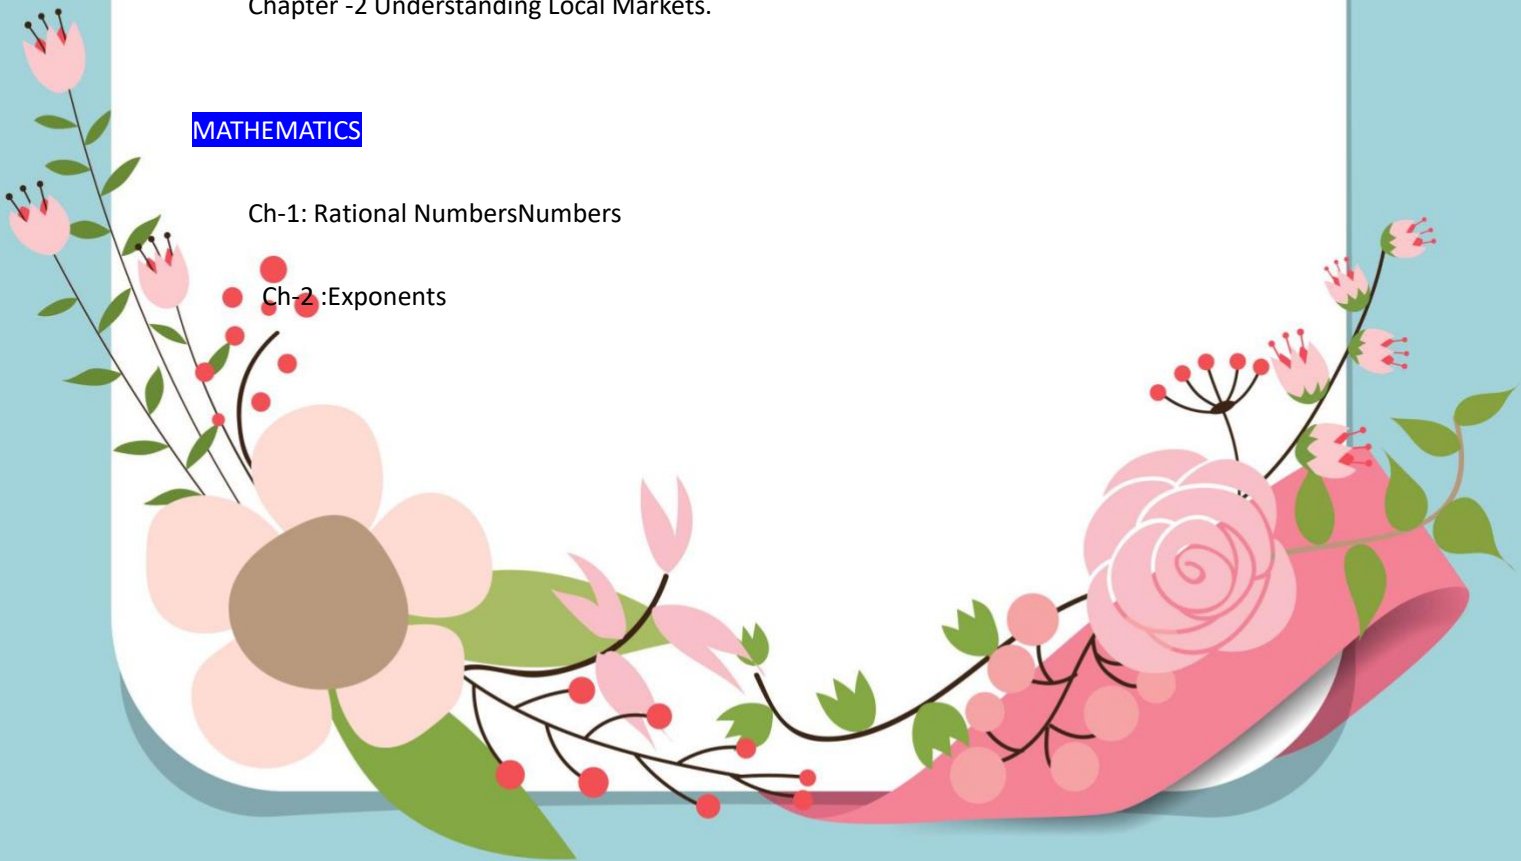 Chapter -2 Understanding Local Markets.
MATHEMATICS
Ch-1: Rational NumbersNumbers
Ch-2 :Exponents